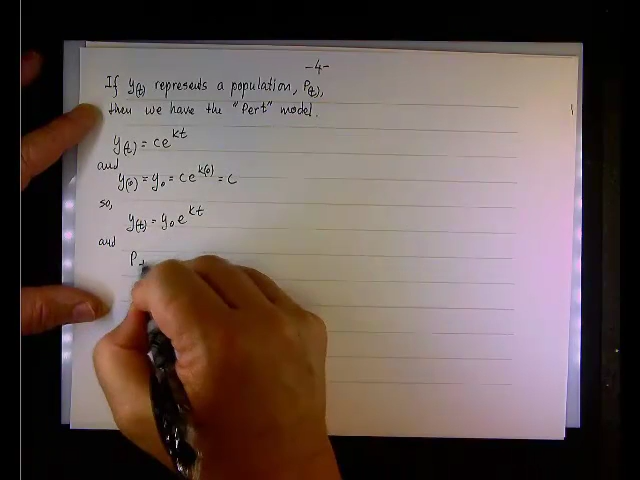 -4-
If y(t) represents a population, P(t),
then we have the "Pert" model.
y(t) = ce^kt
and
y(0) = y₀ = ce^k(0) = c
so,
y(t) = y₀ e^kt
and
P